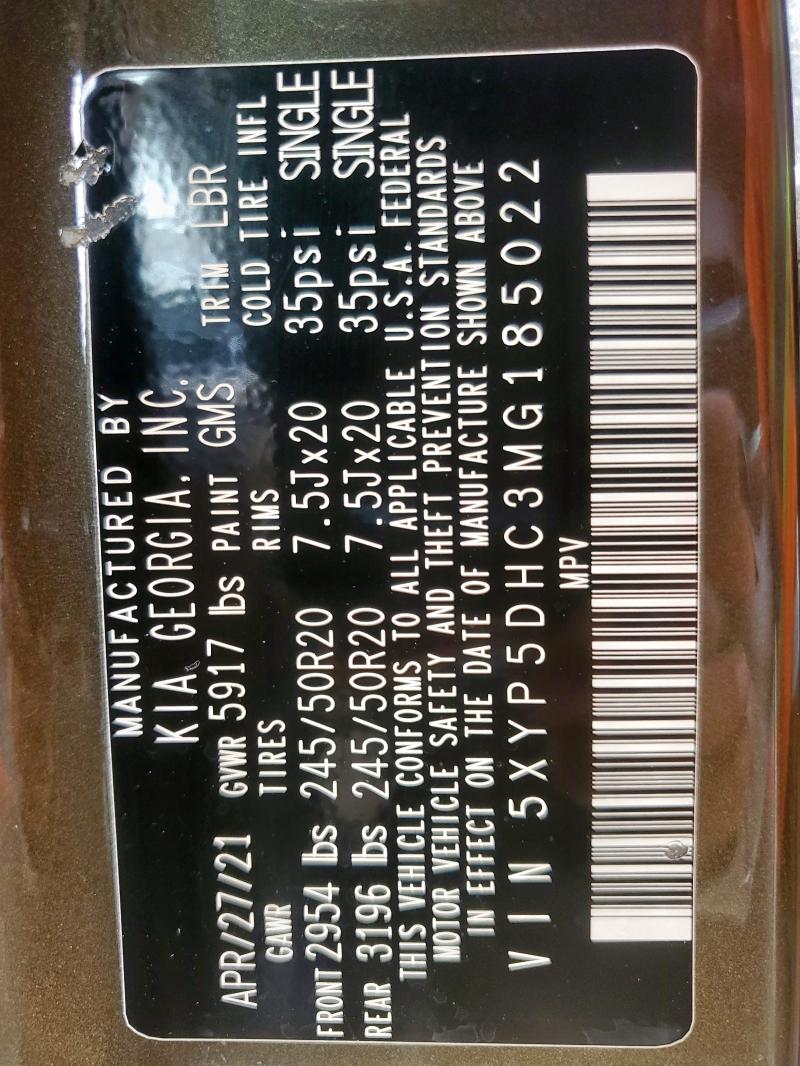 MANUFACTURED BY
KIA GEORGIA, INC.
APR/27/21 GVWR 5917 lbs PAINT GMS TRIM LBR
GAWR TIRES RIMS COLD TIRE INFL
FRONT 2954 lbs 245/50R20 7.5Jx20 35psi SINGLE
REAR 3196 lbs 245/50R20 7.5Jx20 35psi SINGLE
THIS VEHICLE CONFORMS TO ALL APPLICABLE U.S.A. FEDERAL
MOTOR VEHICLE SAFETY AND THEFT PREVENTION STANDARDS
IN EFFECT ON THE DATE OF MANUFACTURE SHOWN ABOVE
VIN 5XYP5DHC3MG185022
MPV